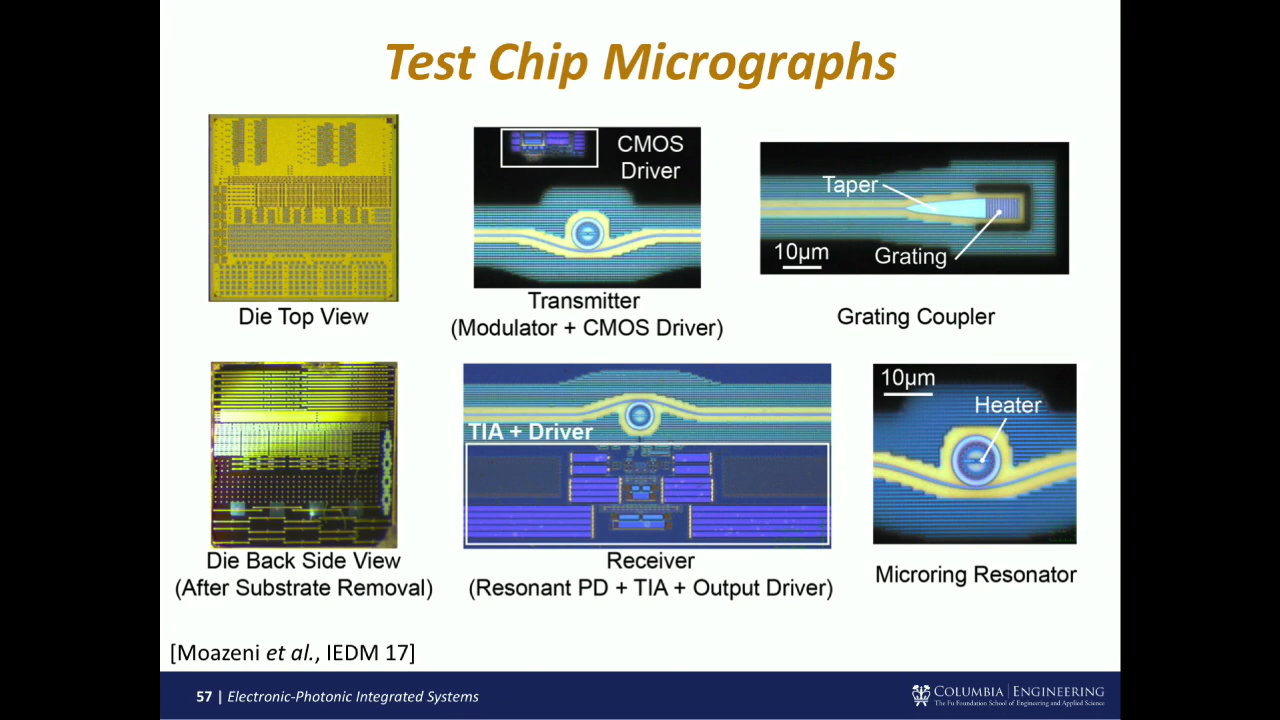 Test Chip Micrographs
Die Top View
CMOS
Driver
Transmitter
(Modulator + CMOS Driver)
Taper
10µm
Grating
Grating Coupler
Die Back Side View
(After Substrate Removal)
TIA + Driver
Receiver
(Resonant PD + TIA + Output Driver)
10µm
Heater
Microring Resonator
[Moazeni et al., IEDM 17]
57 | Electronic-Photonic Integrated Systems
COLUMBIA | ENGINEERING
The Fu Foundation School of Engineering and Applied Science